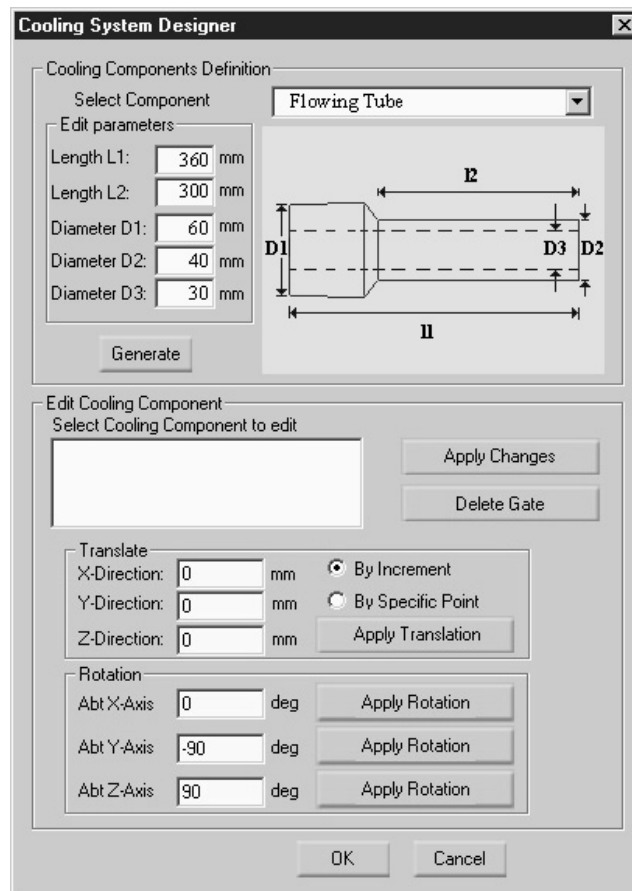 Cooling System Designer
Cooling Components Definition
Select Component Flowing Tube
Edit parameters
Length L1: 360 mm
Length L2: 300 mm
Diameter D1: 60 mm
Diameter D2: 40 mm
Diameter D3: 30 mm
Generate
l2
D1 D3 D2
l1
Edit Cooling Component
Select Cooling Component to edit
Apply Changes
Delete Gate
Translate
X-Direction: 0 mm By Increment
Y-Direction: 0 mm By Specific Point
Z-Direction: 0 mm Apply Translation
Rotation
Abt X-Axis 0 deg Apply Rotation
Abt Y-Axis -90 deg Apply Rotation
Abt Z-Axis 90 deg Apply Rotation
OK Cancel